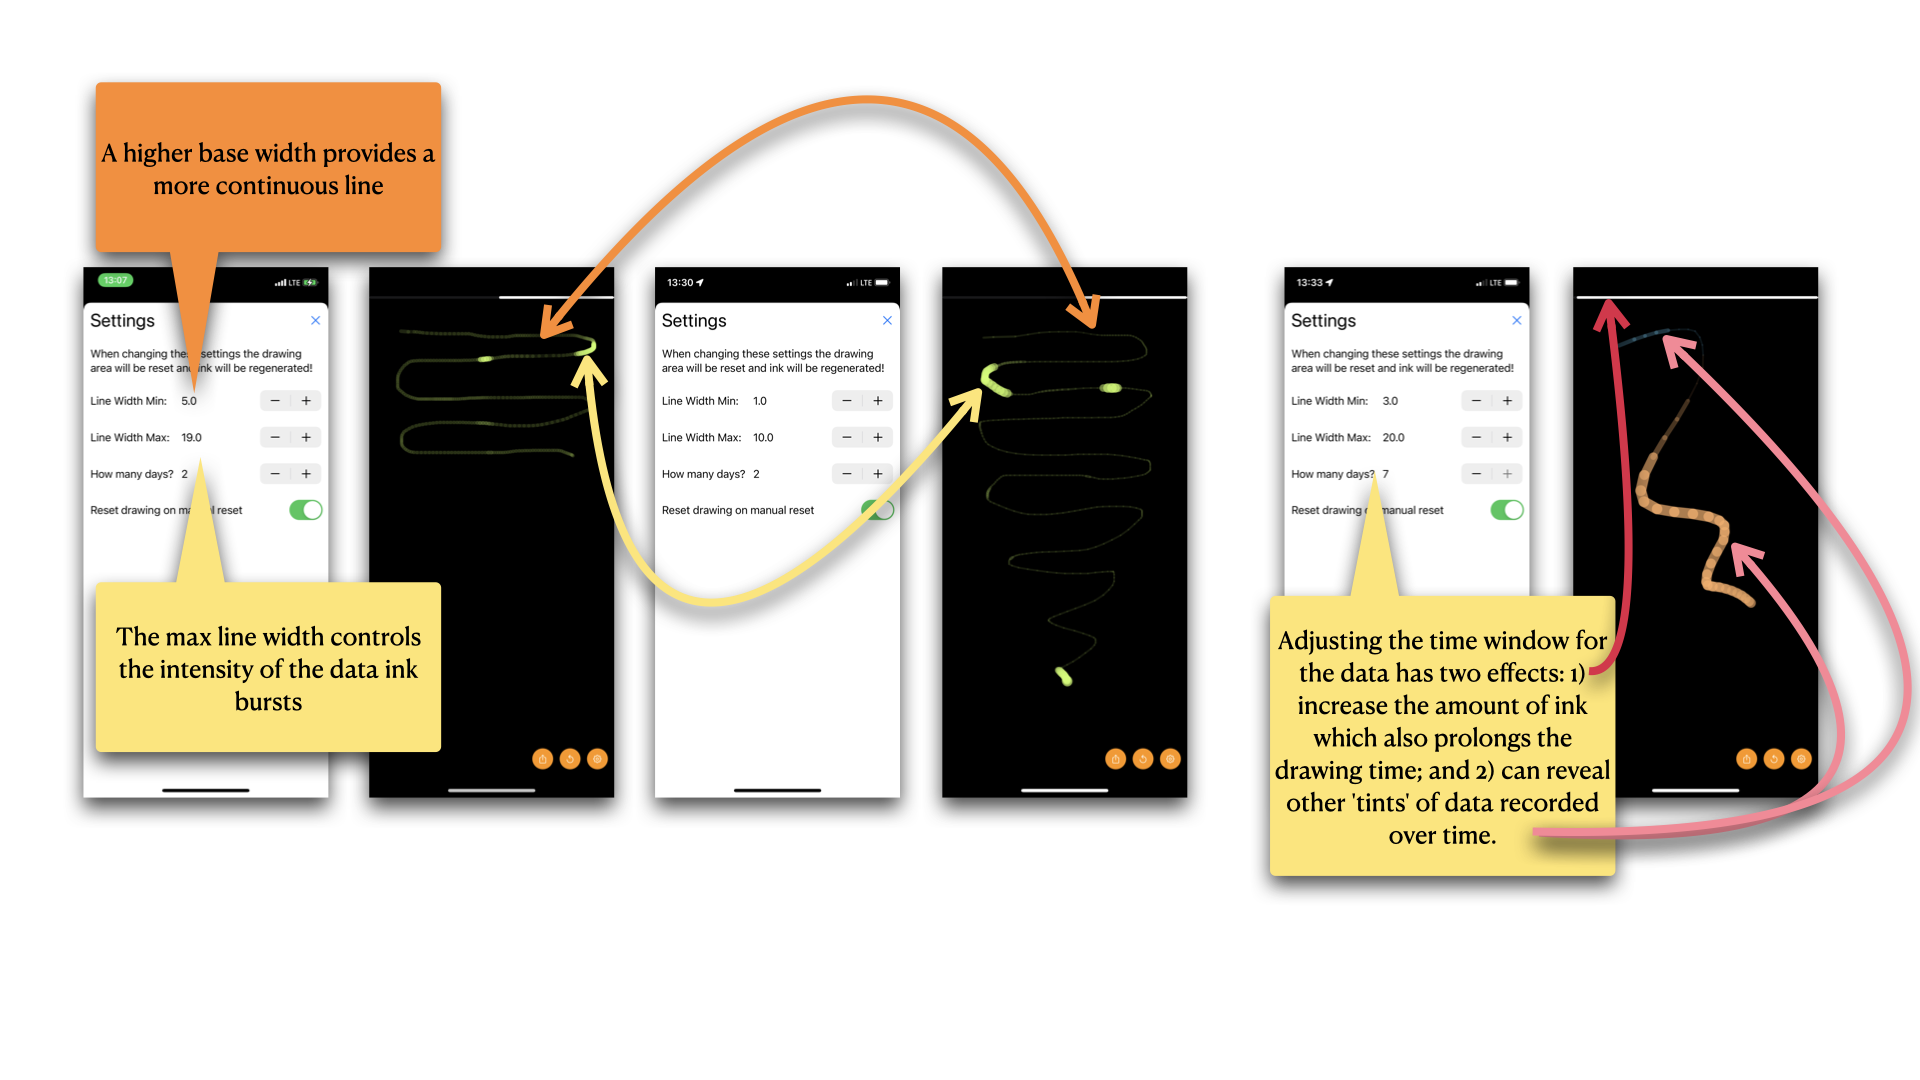 A higher base width provides a
more continuous line
13:07
LTE
Settings
When changing these settings the drawing
area will be reset and ink will be regenerated!
Line Width Min: 5.0
Line Width Max: 19.0
How many days? 2
Reset drawing on manual reset
The max line width controls
the intensity of the data ink
bursts
13:30
LTE
Settings
When changing these settings the drawing
area will be reset and ink will be regenerated!
Line Width Min: 1.0
Line Width Max: 10.0
How many days? 2
Reset drawing on manual reset
13:33
LTE
Settings
When changing these settings the drawing
area will be reset and ink will be regenerated!
Line Width Min: 3.0
Line Width Max: 20.0
How many days? 7
Reset drawing on manual reset
Adjusting the time window for
the data has two effects: 1)
increase the amount of ink
which also prolongs the
drawing time; and 2) can reveal
other 'tints' of data recorded
over time.